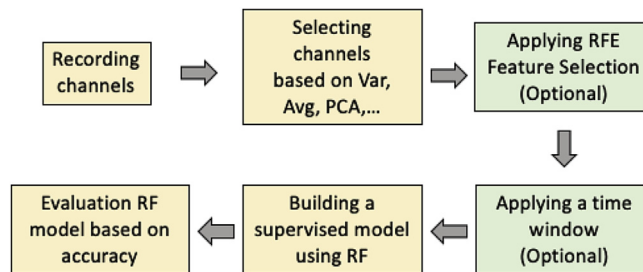 Recording
channels
Selecting
channels
based on Var,
Avg, PCA,...
Applying RFE
Feature Selection
(Optional)
Applying a time
window
(Optional)
Building a
supervised model
using RF
Evaluation RF
model based on
accuracy